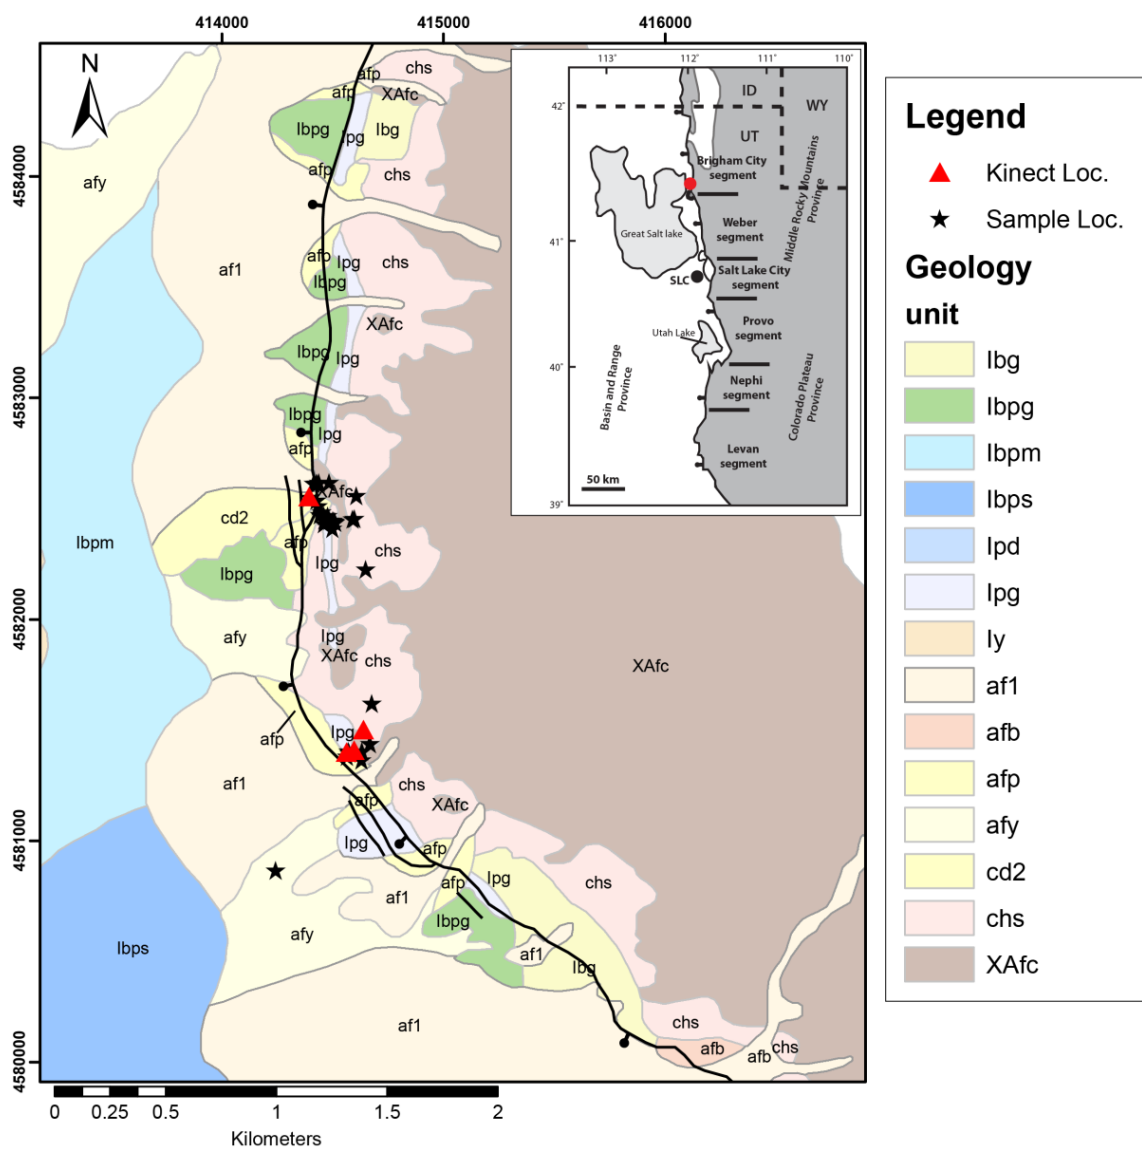 414000
415000
416000
4584000
4583000
4582000
4581000
4580000
N
afp
chs
afp
XAfc
lbpg
lpg
lbg
afp
chs
afy
af1
afp
lpg
chs
lbpg
XAfc
lbpg
lpg
lbpg
lpg
afp
XAfc
cd2
afp
lbpm
lpg
chs
lbpg
afy
lpg
XAfc
chs
XAfc
lpg
afp
af1
chs
afp
XAfc
lpg
afp
afp
lpg
chs
af1
lbpg
afy
af1
lbg
lbps
af1
chs
afb
afb
chs
113°
112°
111°
110°
42°
41°
40°
39°
ID
WY
UT
Brigham City
segment
Middle Rocky Mountains
Province
Weber
segment
Great Salt lake
Salt Lake City
segment
SLC
Provo
segment
Utah Lake
Basin and Range
Province
Nephi
segment
Colorado Plateau
Province
Levan
segment
50 km
Legend
Kinect Loc.
Sample Loc.
Geology
unit
lbg
lbpg
lbpm
lbps
lpd
lpg
ly
af1
afb
afp
afy
cd2
chs
XAfc
0 0.25 0.5 1 1.5 2
Kilometers